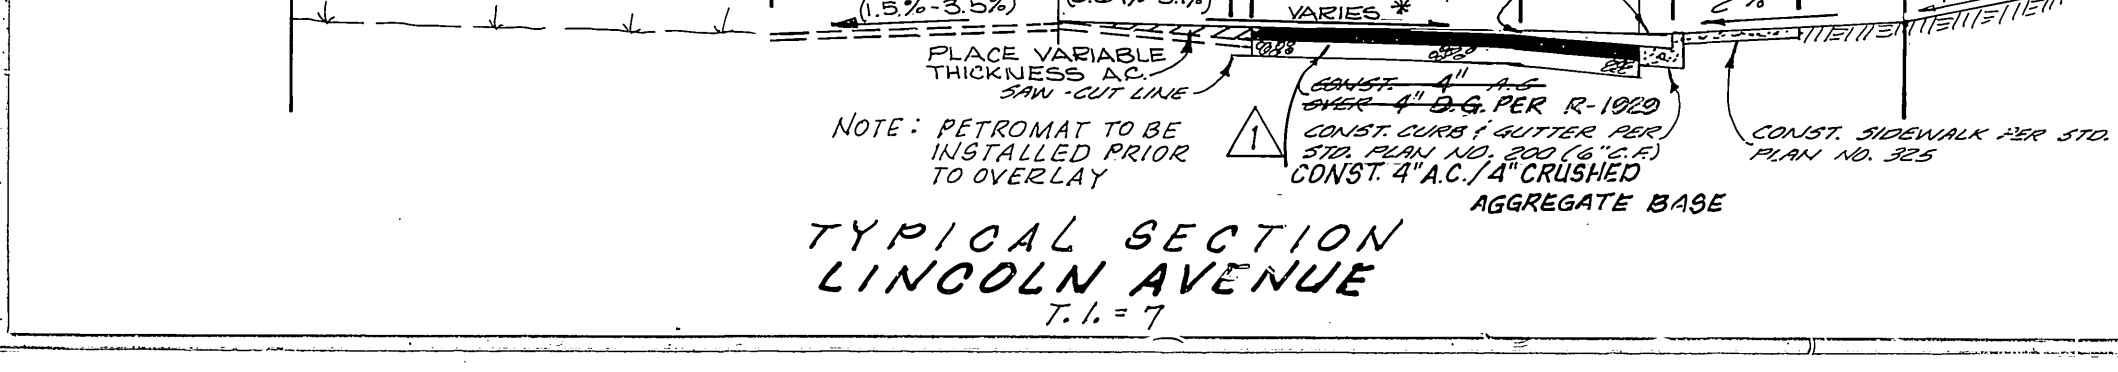 (1.5%-3.5%)
VARIES *
2%
PLACE VARIABLE
THICKNESS A.C.
SAW-CUT LINE
NOTE: PETROMAT TO BE
INSTALLED PRIOR
TO OVERLAY
1
CONST. 4" A.C
OVER 4" D.G. PER R-1929
CONST. CURB & GUTTER PER
STD. PLAN NO. 200 (6"C.F.)
CONST. 4" A.C./4" CRUSHED
AGGREGATE BASE
CONST. SIDEWALK PER STD.
PLAN NO. 325
TYPICAL SECTION
LINCOLN AVENUE
T.I. = 7